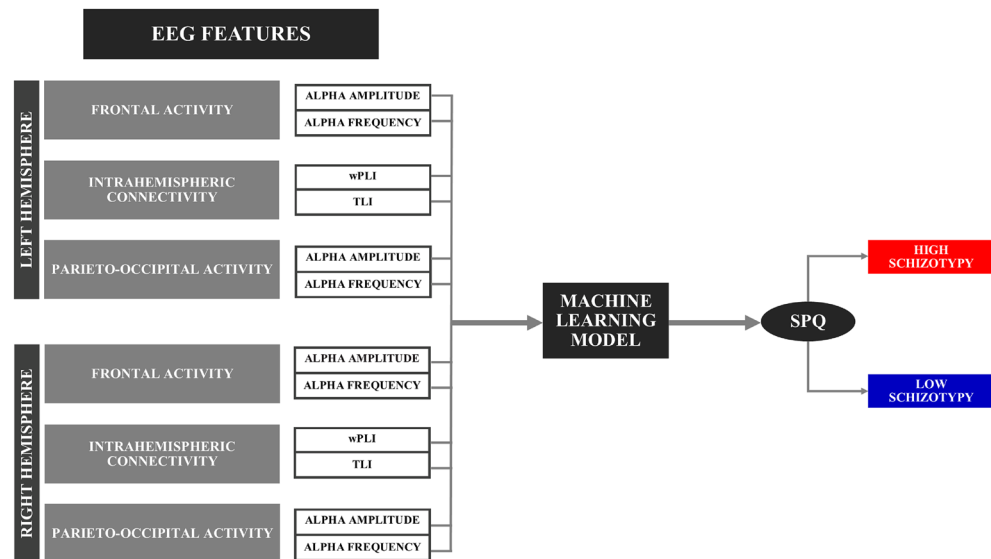 EEG FEATURES
LEFT HEMISPHERE
FRONTAL ACTIVITY
ALPHA AMPLITUDE
ALPHA FREQUENCY
INTRAHEMISPHERIC
CONNECTIVITY
wPLI
TLI
PARIETO-OCCIPITAL ACTIVITY
ALPHA AMPLITUDE
ALPHA FREQUENCY
RIGHT HEMISPHERE
FRONTAL ACTIVITY
ALPHA AMPLITUDE
ALPHA FREQUENCY
INTRAHEMISPHERIC
CONNECTIVITY
wPLI
TLI
PARIETO-OCCIPITAL ACTIVITY
ALPHA AMPLITUDE
ALPHA FREQUENCY
MACHINE
LEARNING
MODEL
SPQ
HIGH
SCHIZOTYPY
LOW
SCHIZOTYPY